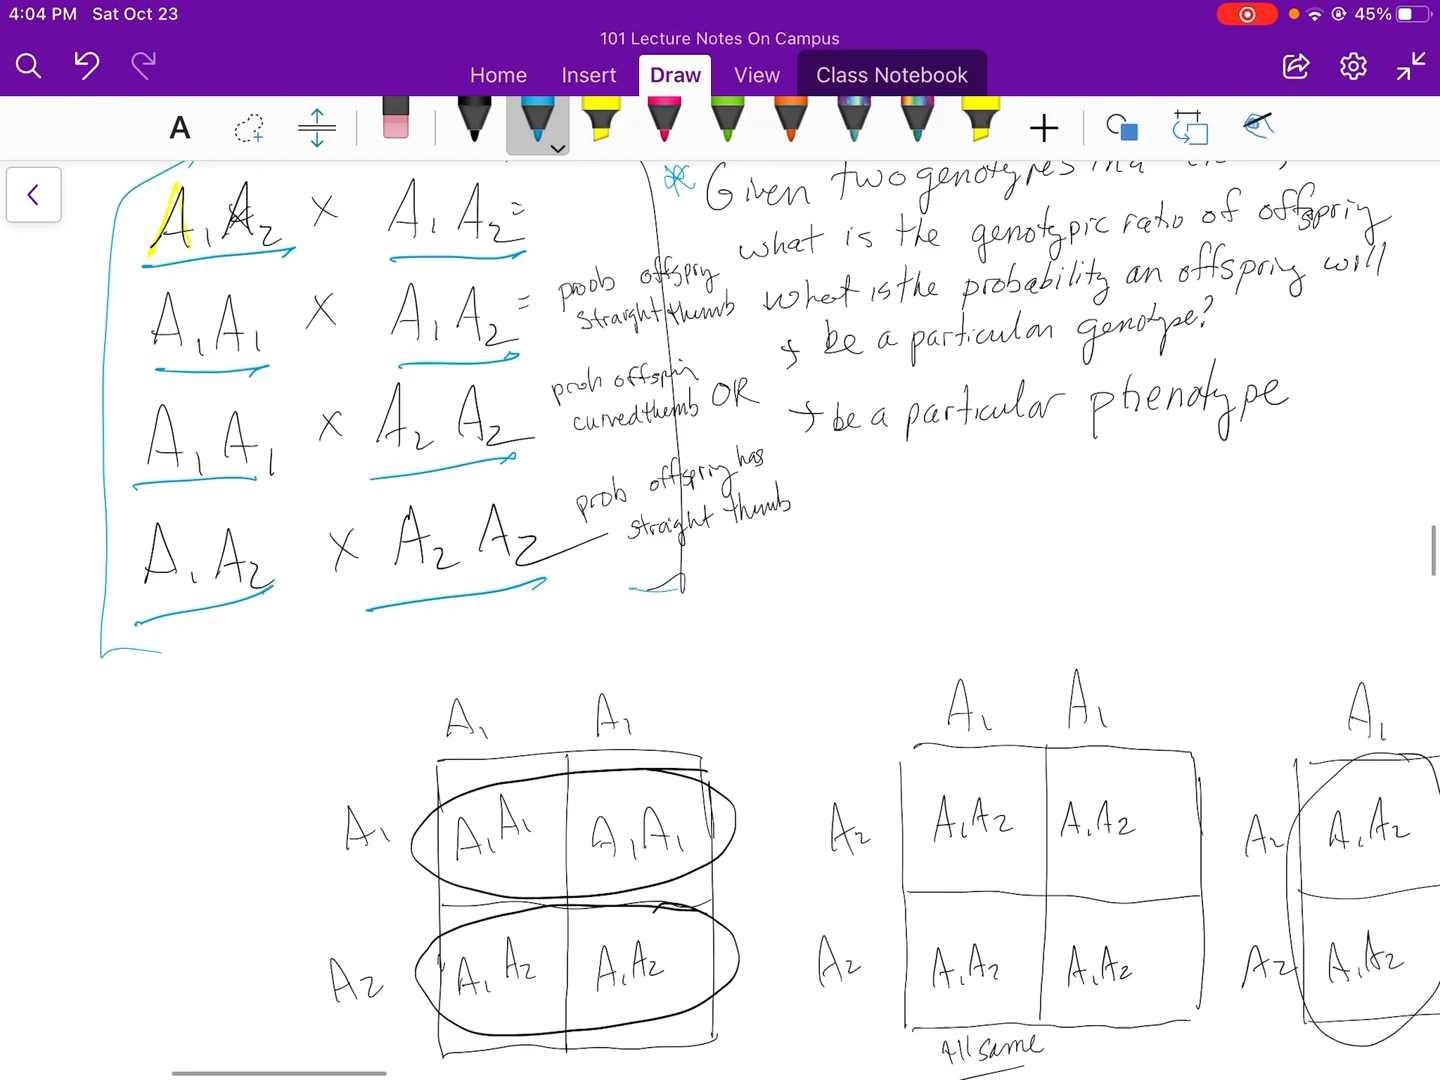 4:04 PM Sat Oct 23
45%
101 Lecture Notes On Campus
Home Insert Draw View Class Notebook
A
A₁A₂ x A₁A₂ =
A₁A₁ x A₁A₂ =
A₁A₁ x A₂A₂
A₁A₂ x A₂A₂
proob offspry
straight thumb
proh offsprin
curved thumb
prob offspring has
straight thumb
* Given two genotypes
what is the genotypic ratio of offspring
what is the probability an offspring will
be a particular genotype?
OR
be a particular phenotype
A₁ A₁
A₁ A₁A₁ A₁A₁
A₂ A₁A₂ A₁A₂
A₁ A₁
A₂ A₁A₂ A₁A₂
A₂ A₁A₂ A₁A₂
All same
A₁
A₂ A₁A₂
A₂ A₁A₂